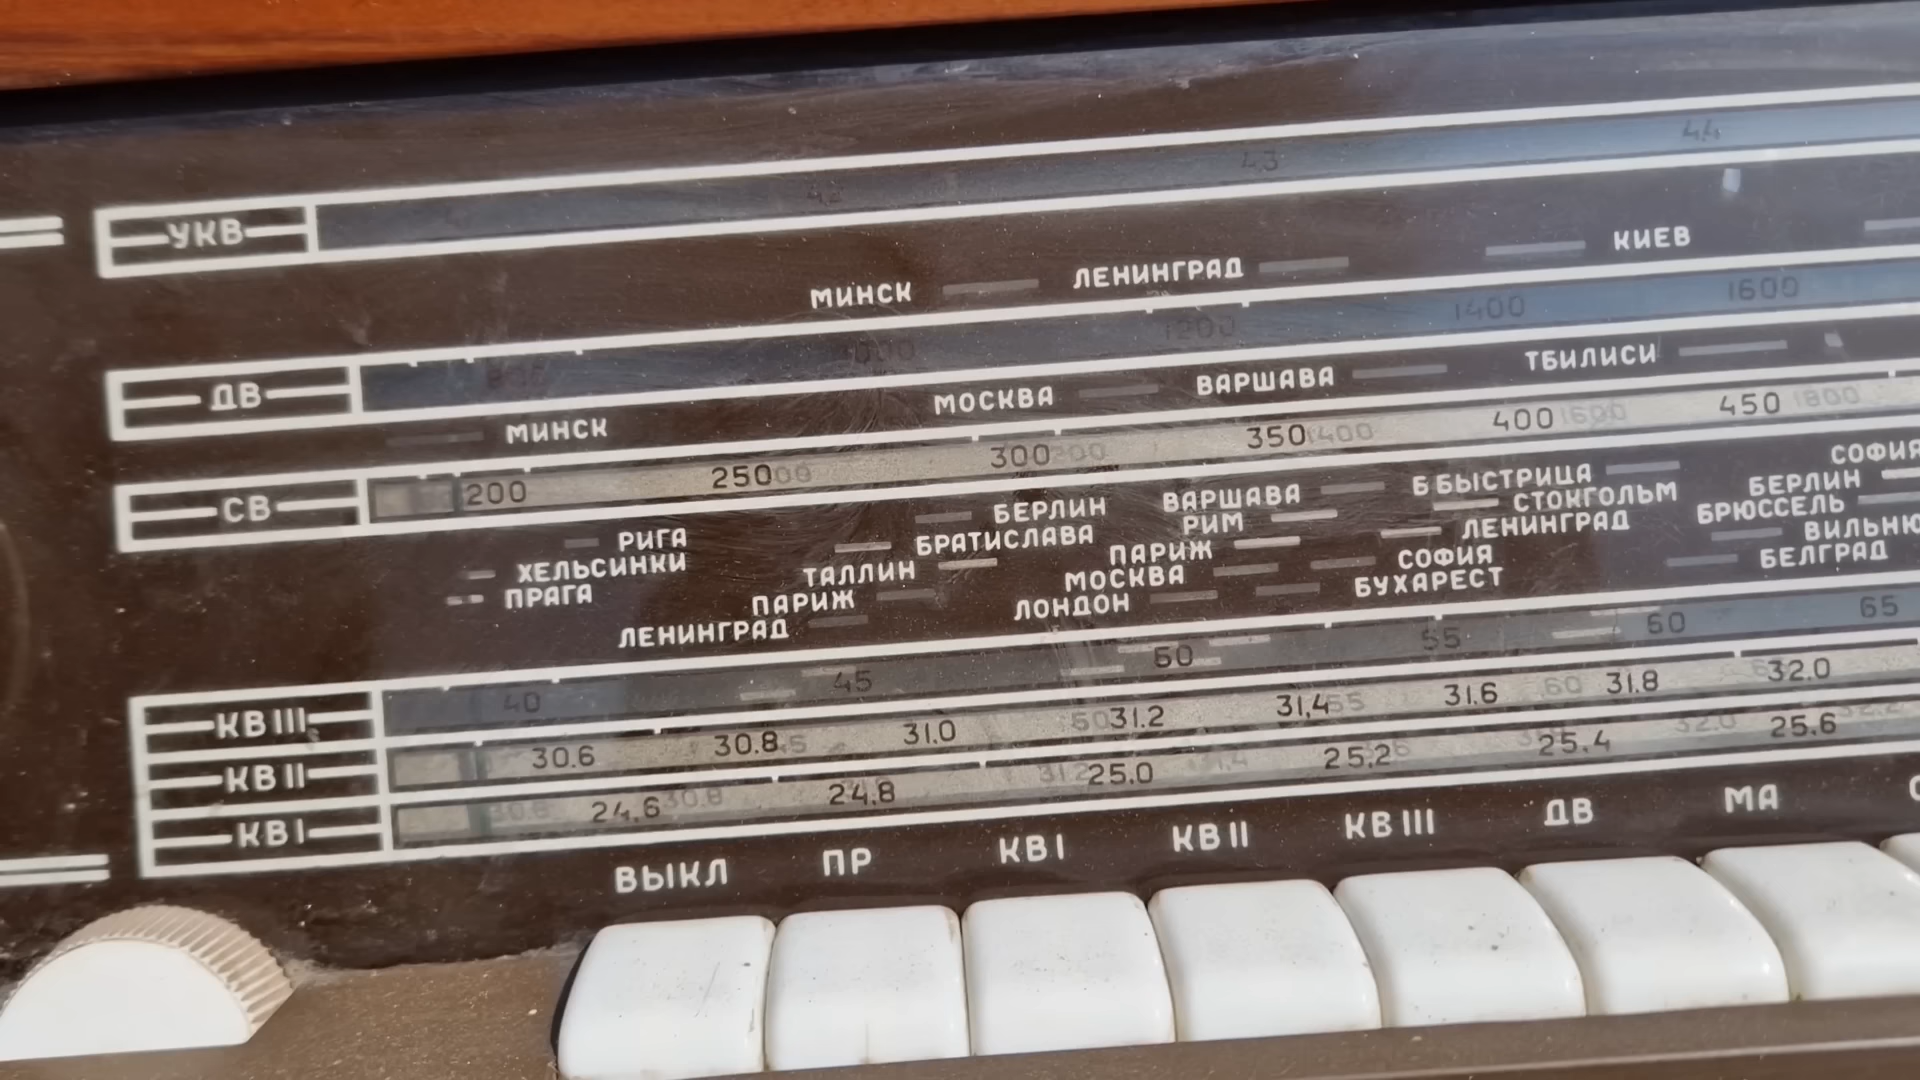 4.4
43
42
УКВ
МИНСК ЛЕНИНГРАД КИЕВ
1000 1200 1400 1600
ДВ
МИНСК МОСКВА ВАРШАВА ТБИЛИСИ
200 250 300 350 400 450
СВ
СОФИЯ
РИГА БЕРЛИН ВАРШАВА Б БЫСТРИЦА БЕРЛИН
ХЕЛЬСИНКИ БРАТИСЛАВА РИМ СТОКГОЛЬМ БРЮССЕЛЬ
ПРАГА ТАЛЛИН ПАРИЖ ЛЕНИНГРАД ВИЛЬНЮ
ПАРИЖ МОСКВА СОФИЯ БЕЛГРАД
ЛЕНИНГРАД ЛОНДОН БУХАРЕСТ
40 45 50 55 60 65
КВ III
30.6 30.8 31.0 31.2 31.4 31.6 31.8 32.0
КВ II
24.6 24.8 25.0 25.2 25.4 25.6
КВ I
ВЫКЛ ПР КВ I КВ II КВ III ДВ МА